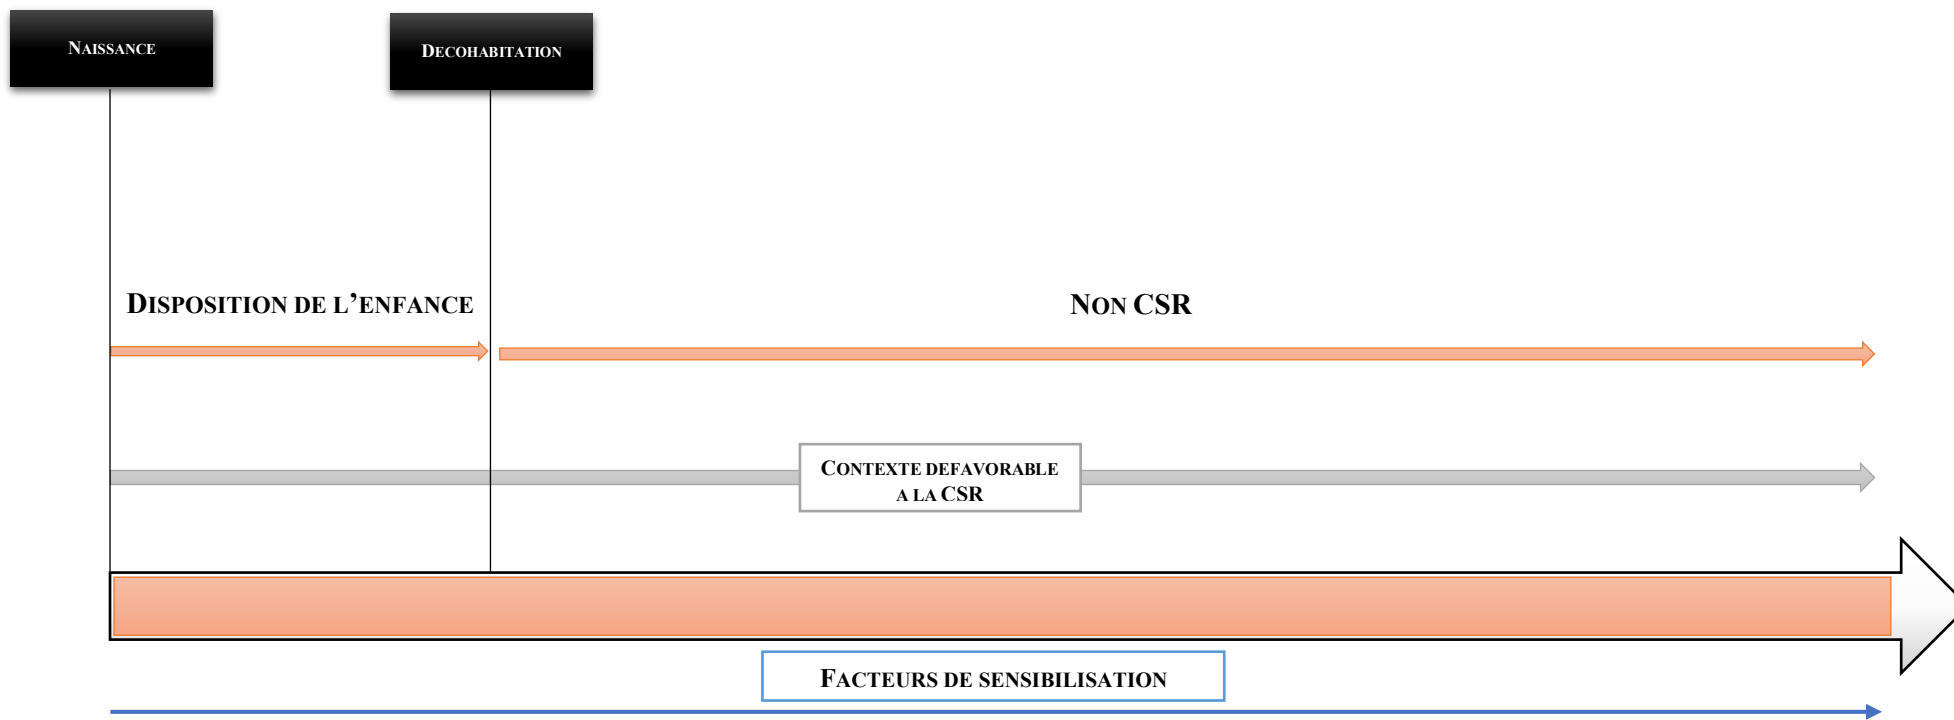 NAISSANCE
DECOHABITATION
DISPOSITION DE L’ENFANCE
NON CSR
CONTEXTE DEFAVORABLE
A LA CSR
FACTEURS DE SENSIBILISATION